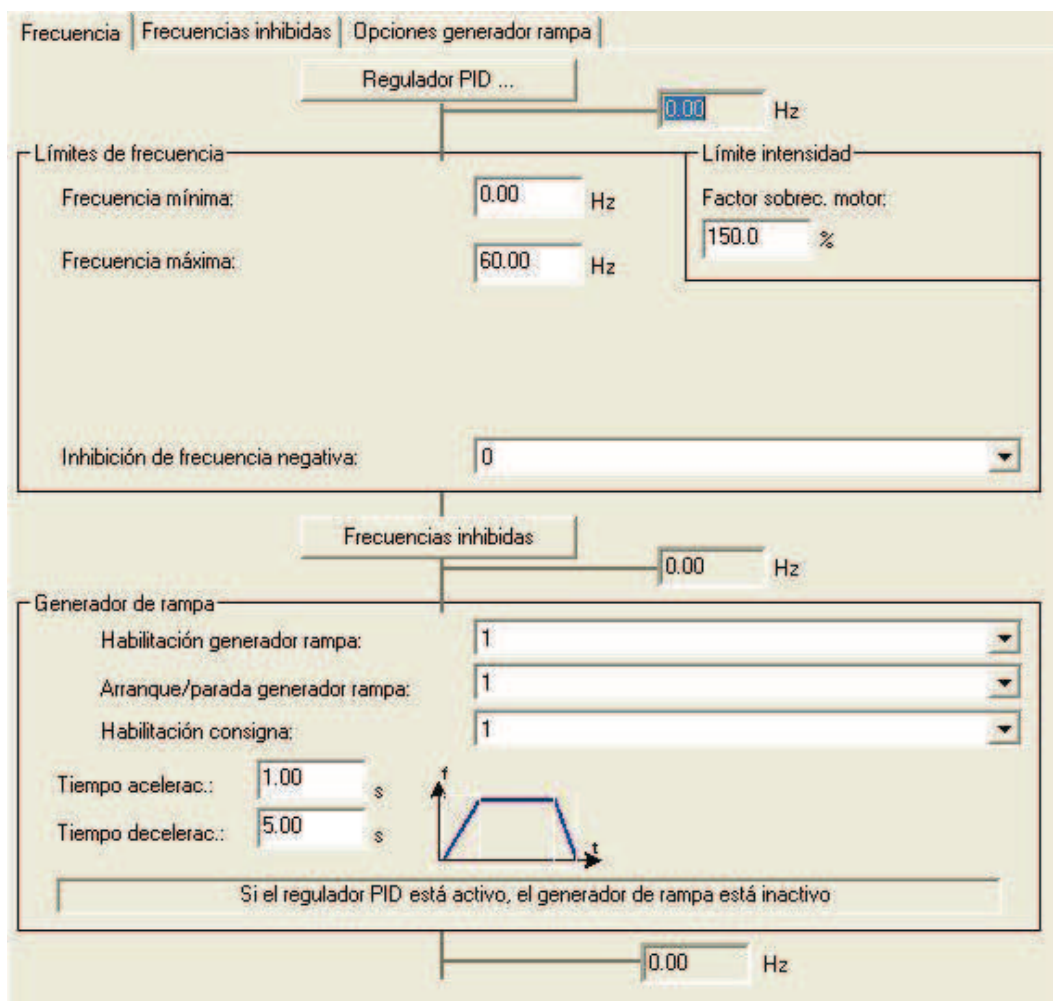 Frecuencia Frecuencias inhibidas Opciones generador rampa
Regulador PID ...
0.00 Hz
Límites de frecuencia
Límite intensidad
Frecuencia mínima: 0.00 Hz
Factor sobrec. motor:
150.0 %
Frecuencia máxima: 60.00 Hz
Inhibición de frecuencia negativa: 0
Frecuencias inhibidas
0.00 Hz
Generador de rampa
Habilitación generador rampa: 1
Arranque/parada generador rampa: 1
Habilitación consigna: 1
Tiempo acelerac.: 1.00 s
Tiempo decelerac.: 5.00 s
f
t
Si el regulador PID está activo, el generador de rampa está inactivo
0.00 Hz